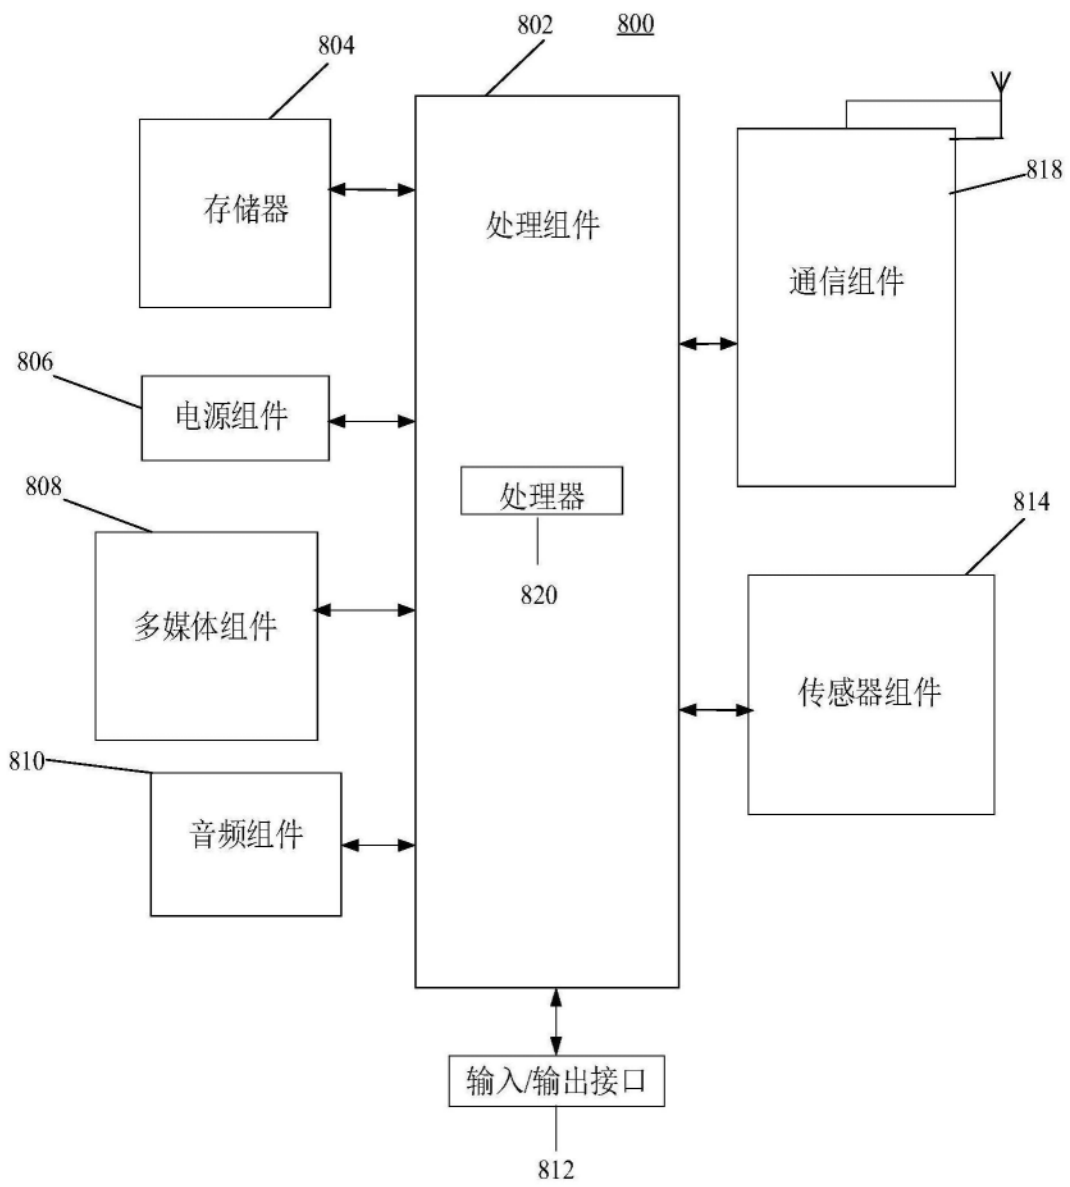 802
800
804
818
存储器
处理组件
通信组件
806
电源组件
808
处理器
814
820
多媒体组件
传感器组件
810
音频组件
输入/输出接口
812